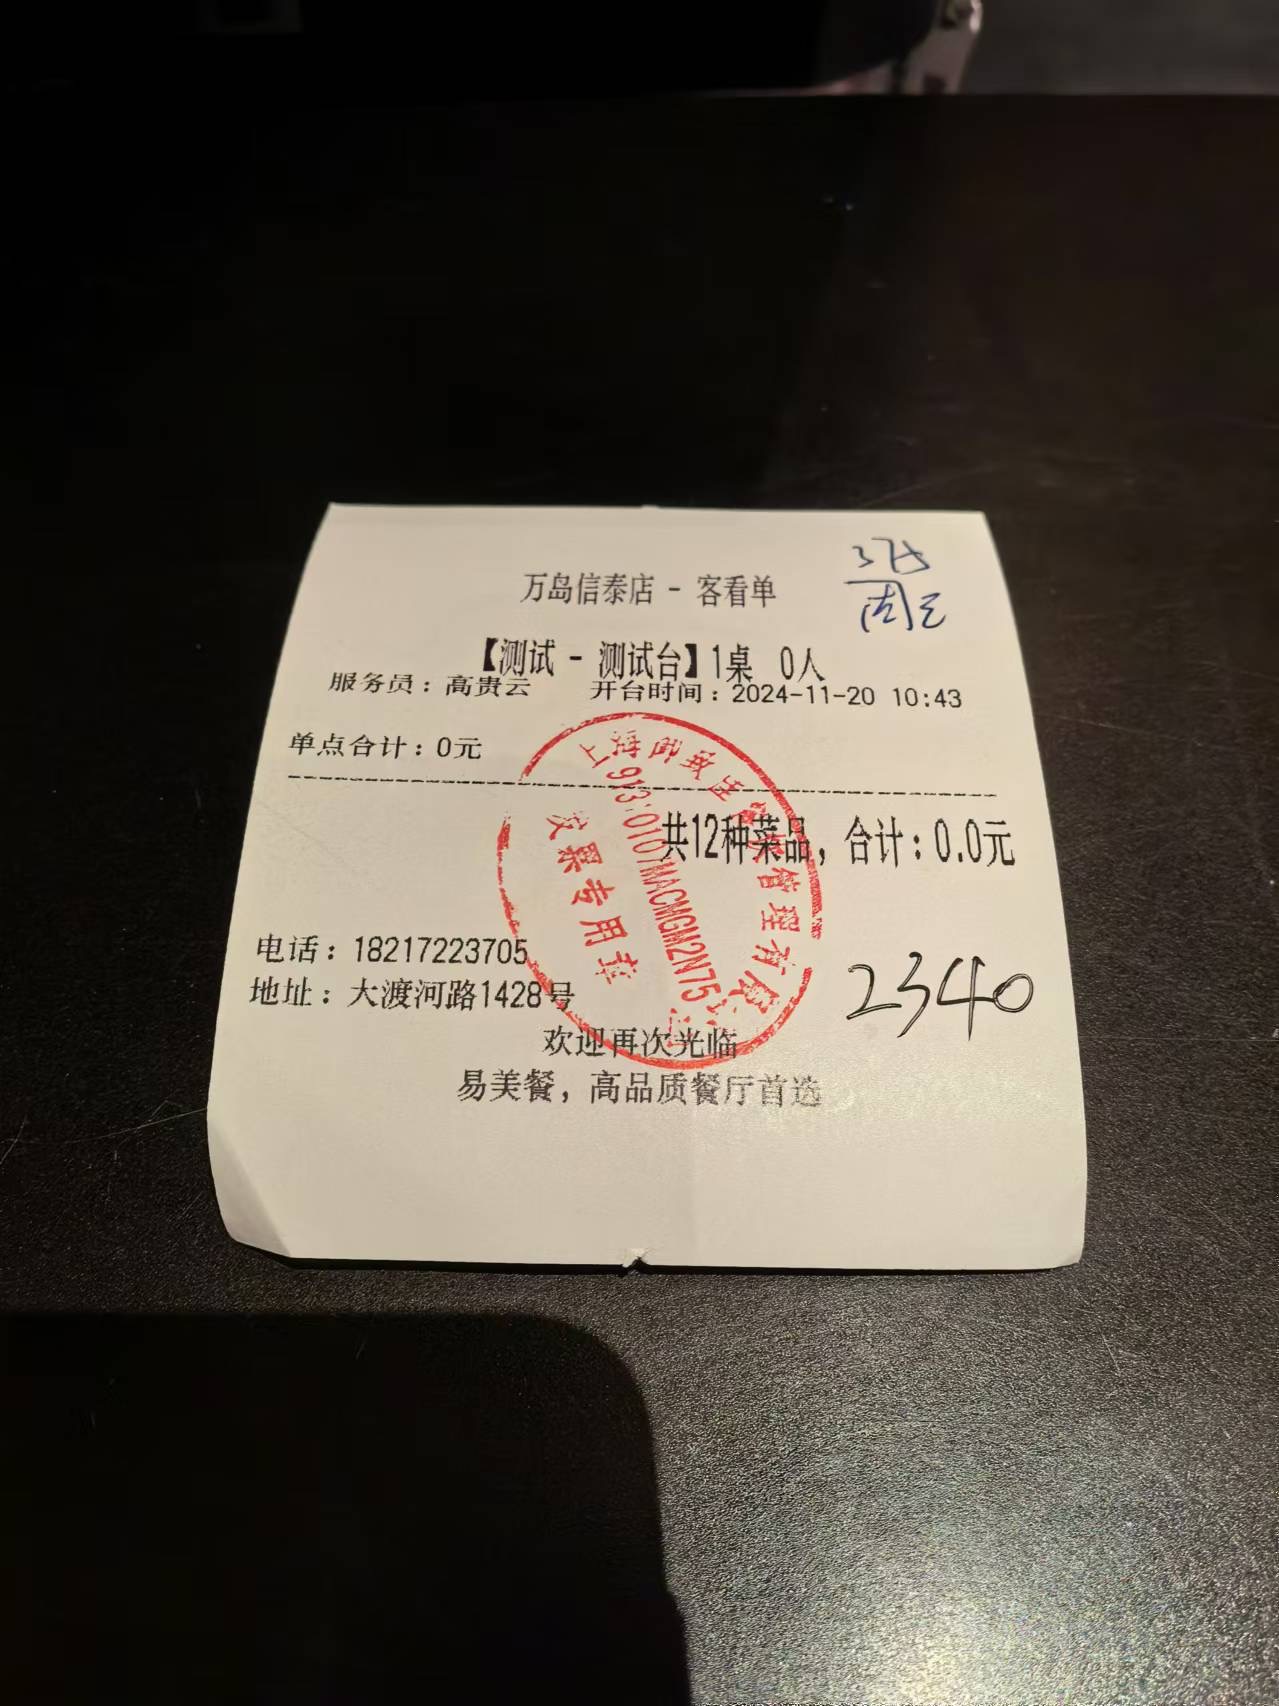 万岛信泰店 - 客看单
【测试 - 测试台】1桌 0人
服务员：高贵云 开台时间：2024-11-20 10:43
单点合计：0元
共12种菜品，合计：0.0元
电话：18217223705
地址：大渡河路1428号
2340
欢迎再次光临
易美餐，高品质餐厅首选
91310107MACMGM2N75
发票专用章